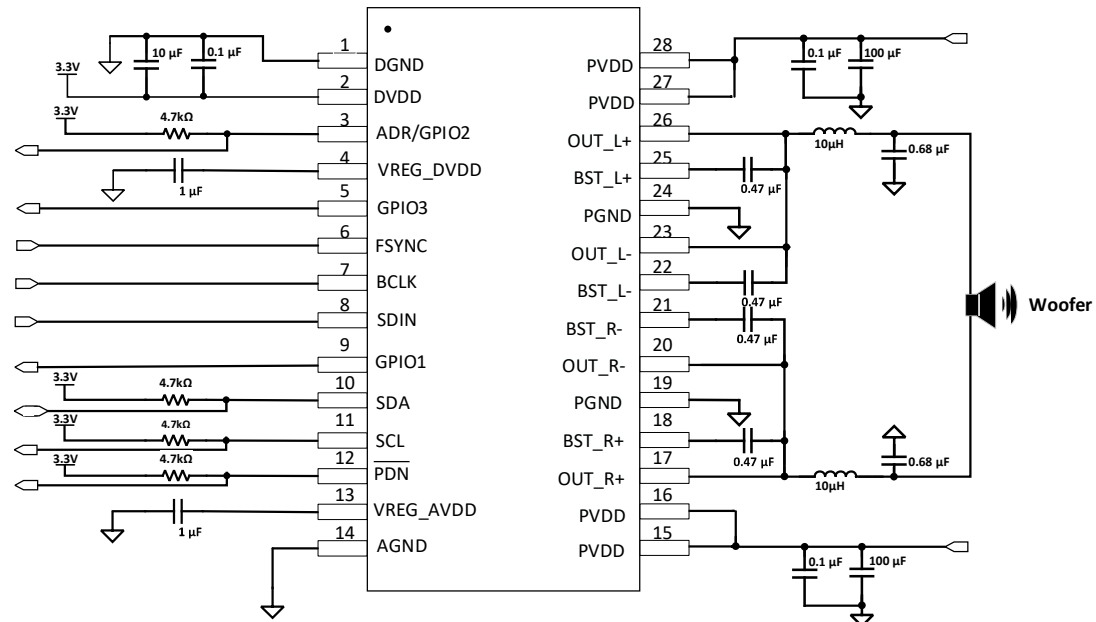 1
DGND
2
DVDD
3
ADR/GPIO2
4
VREG_DVDD
5
GPIO3
6
FSYNC
7
BCLK
8
SDIN
9
GPIO1
10
SDA
11
SCL
12
PDN
13
VREG_AVDD
14
AGND
28
PVDD
27
PVDD
26
OUT_L+
25
BST_L+
24
PGND
23
OUT_L-
22
BST_L-
21
BST_R-
20
OUT_R-
19
PGND
18
BST_R+
17
OUT_R+
16
PVDD
15
PVDD
10 µF
0.1 µF
3.3V
3.3V
4.7kΩ
1 µF
3.3V
4.7kΩ
3.3V
4.7kΩ
3.3V
4.7kΩ
1 µF
0.1 µF
100 µF
10µH
0.68 µF
0.47 µF
0.47 µF
0.47 µF
Woofer
0.47 µF
0.68 µF
10µH
0.1 µF
100 µF